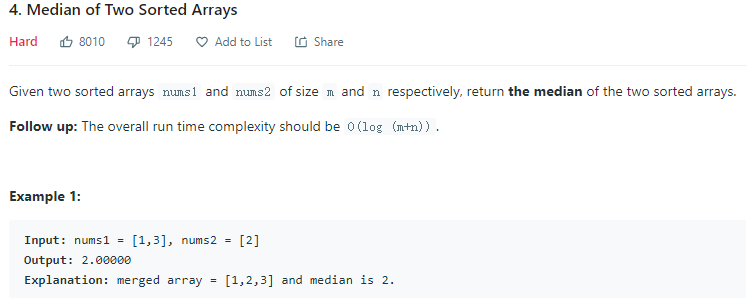 4. Median of Two Sorted Arrays
Hard 8010 1245 Add to List Share
Given two sorted arrays nums1 and nums2 of size m and n respectively, return the median of the two sorted arrays.
Follow up: The overall run time complexity should be O(log (m+n)).
Example 1:
Input: nums1 = [1,3], nums2 = [2]
Output: 2.00000
Explanation: merged array = [1,2,3] and median is 2.